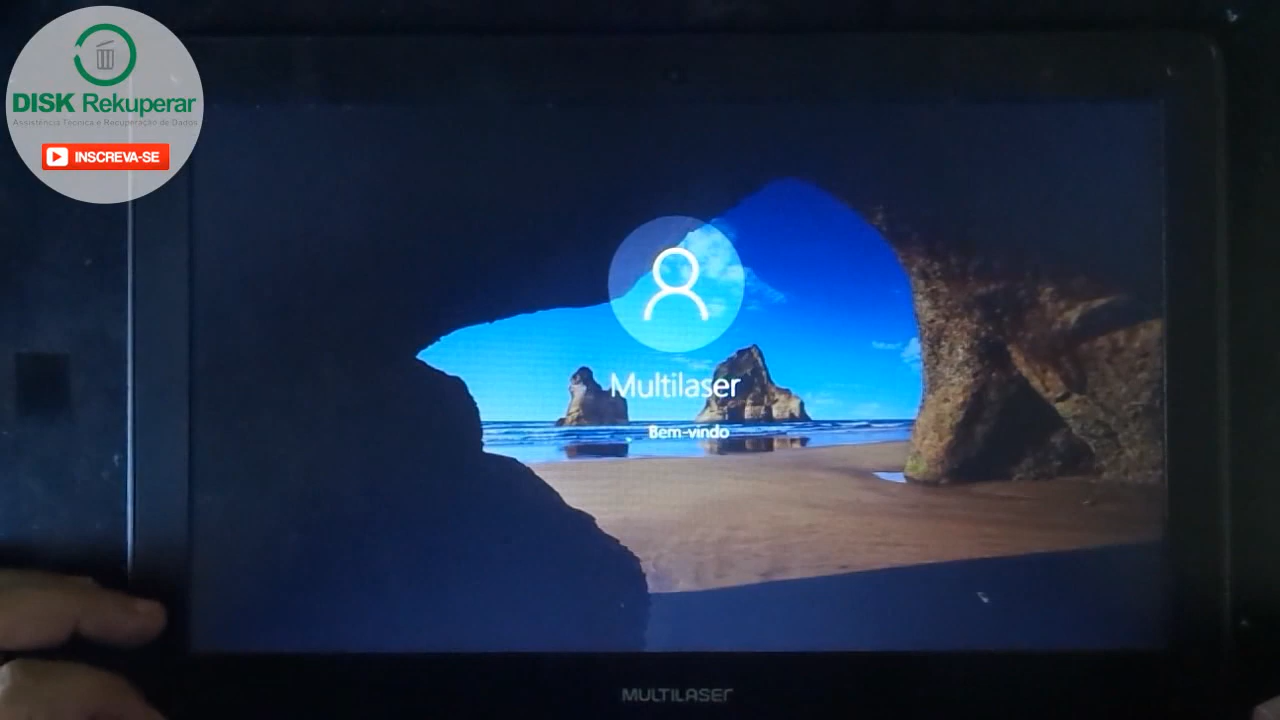 DISK Rekuperar
Assistência Técnica e Recuperação de Dados
INSCREVA-SE
Multilaser
Bem-vindo
MULTILASER